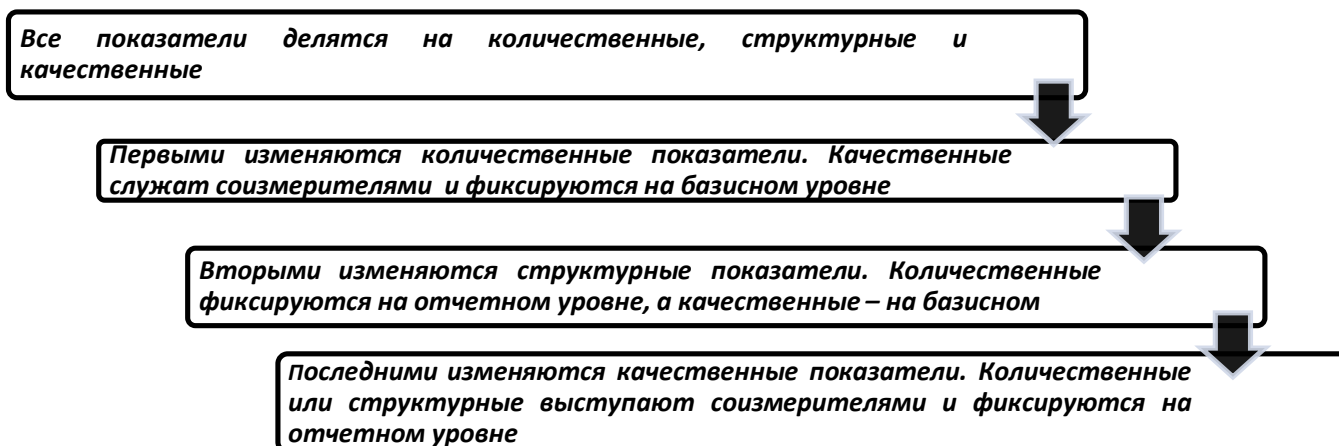 Все показатели делятся на количественные, структурные и
качественные
Первыми изменяются количественные показатели. Качественные
служат соизмерителями и фиксируются на базисном уровне
Вторыми изменяются структурные показатели. Количественные
фиксируются на отчетном уровне, а качественные – на базисном
Последними изменяются качественные показатели. Количественные
или структурные выступают соизмерителями и фиксируются на
отчетном уровне